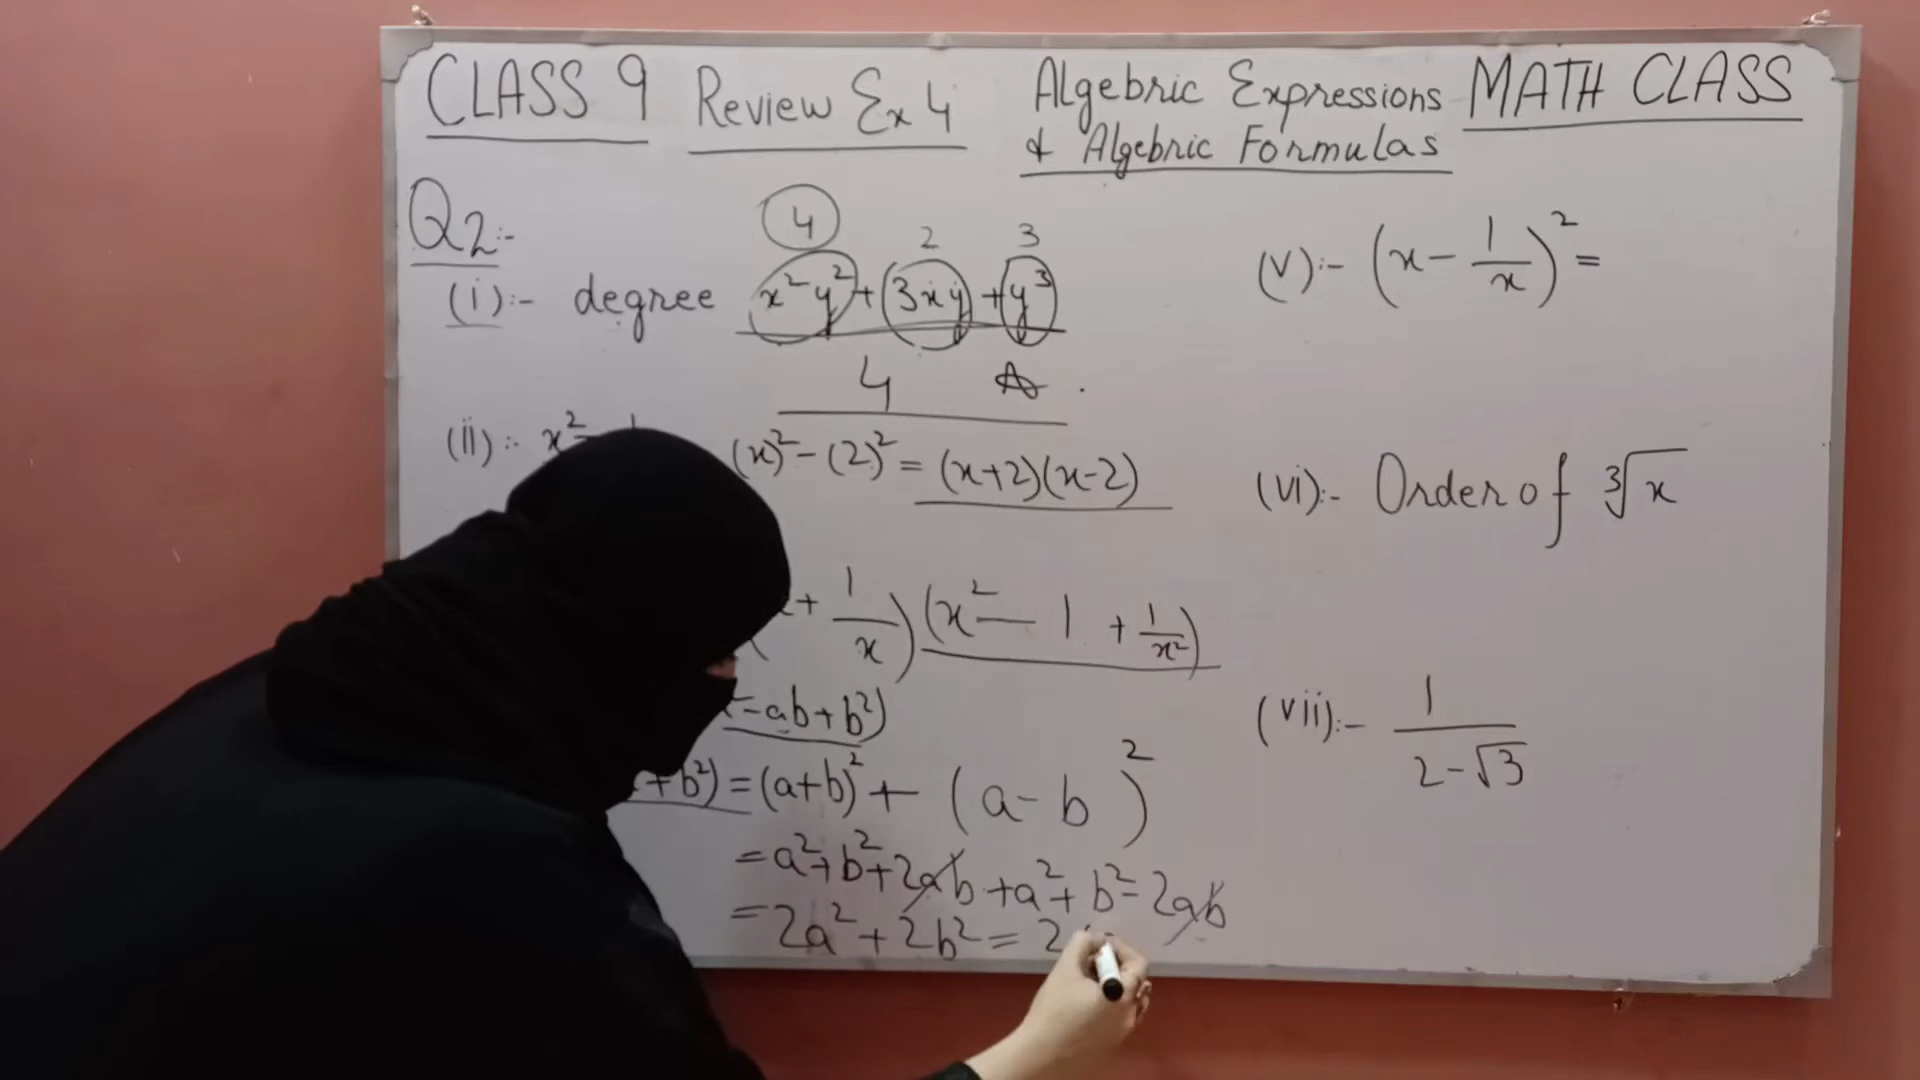 CLASS 9 Review Ex 4 Algebric Expressions MATH CLASS
& Algebric Formulas
Q2:-
(i):- degree x²y² + 3xy + y³
4 2 3
4
(ii):- x² - (x)² - (2)² = (x+2)(x-2)
+ 1/x) (x² - 1 + 1/x²)
-ab+b²)
+b²) = (a+b)² + (a-b)²
= a²+b²+2ab+a²+b²-2ab
= 2a²+2b² = 2
(v):- (x - 1/x)² =
(vi):- Order of ³√x
(vii):- 1/(2-√3)